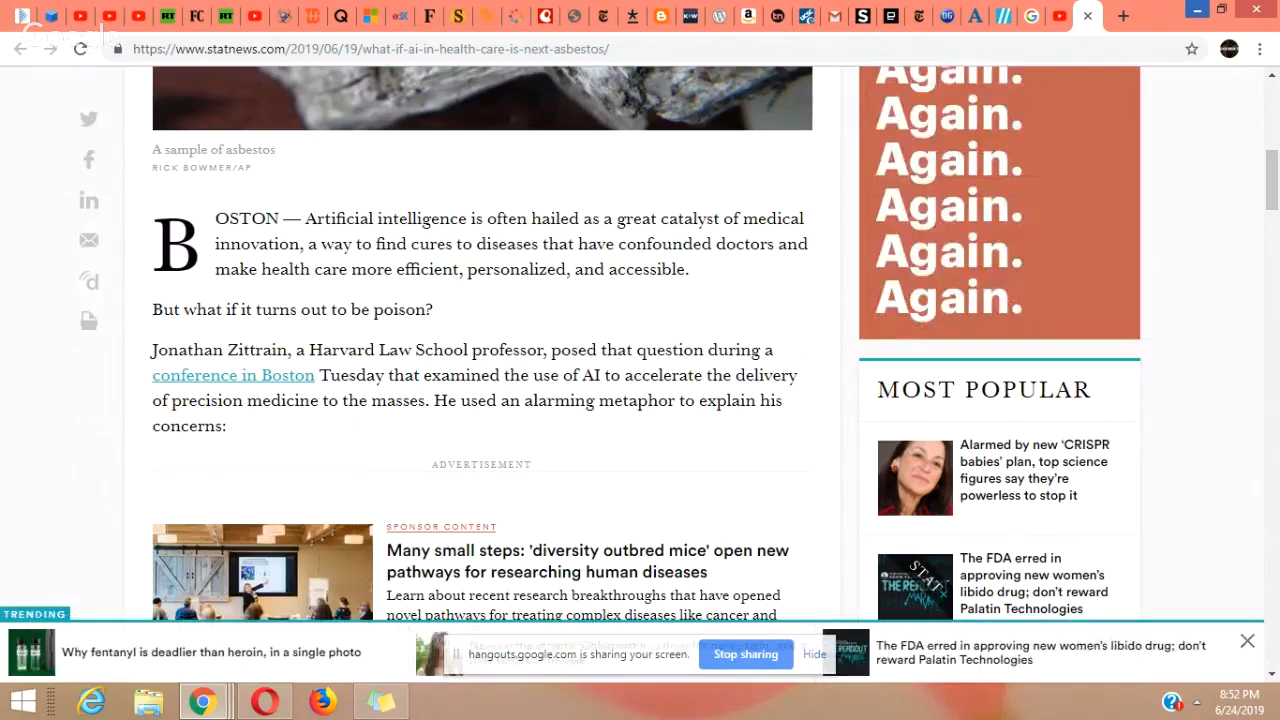 https://www.statnews.com/2019/06/19/what-if-ai-in-health-care-is-next-asbestos/
A sample of asbestos
RICK BOWMER/AP
BOSTON — Artificial intelligence is often hailed as a great catalyst of medical
innovation, a way to find cures to diseases that have confounded doctors and
make health care more efficient, personalized, and accessible.
But what if it turns out to be poison?
Jonathan Zittrain, a Harvard Law School professor, posed that question during a
conference in Boston Tuesday that examined the use of AI to accelerate the delivery
of precision medicine to the masses. He used an alarming metaphor to explain his
concerns:
ADVERTISEMENT
SPONSOR CONTENT
Many small steps: 'diversity outbred mice' open new
pathways for researching human diseases
Learn about recent research breakthroughs that have opened
novel pathways for treating complex diseases like cancer and
Again.
Again.
Again.
Again.
Again.
Again.
MOST POPULAR
Alarmed by new ‘CRISPR
babies’ plan, top science
figures say they’re
powerless to stop it
The FDA erred in
approving new women’s
libido drug; don’t reward
Palatin Technologies
TRENDING
Why fentanyl is deadlier than heroin, in a single photo
hangouts.google.com is sharing your screen.
Stop sharing
Hide
The FDA erred in approving new women’s libido drug; don’t
reward Palatin Technologies
8:52 PM
6/24/2019